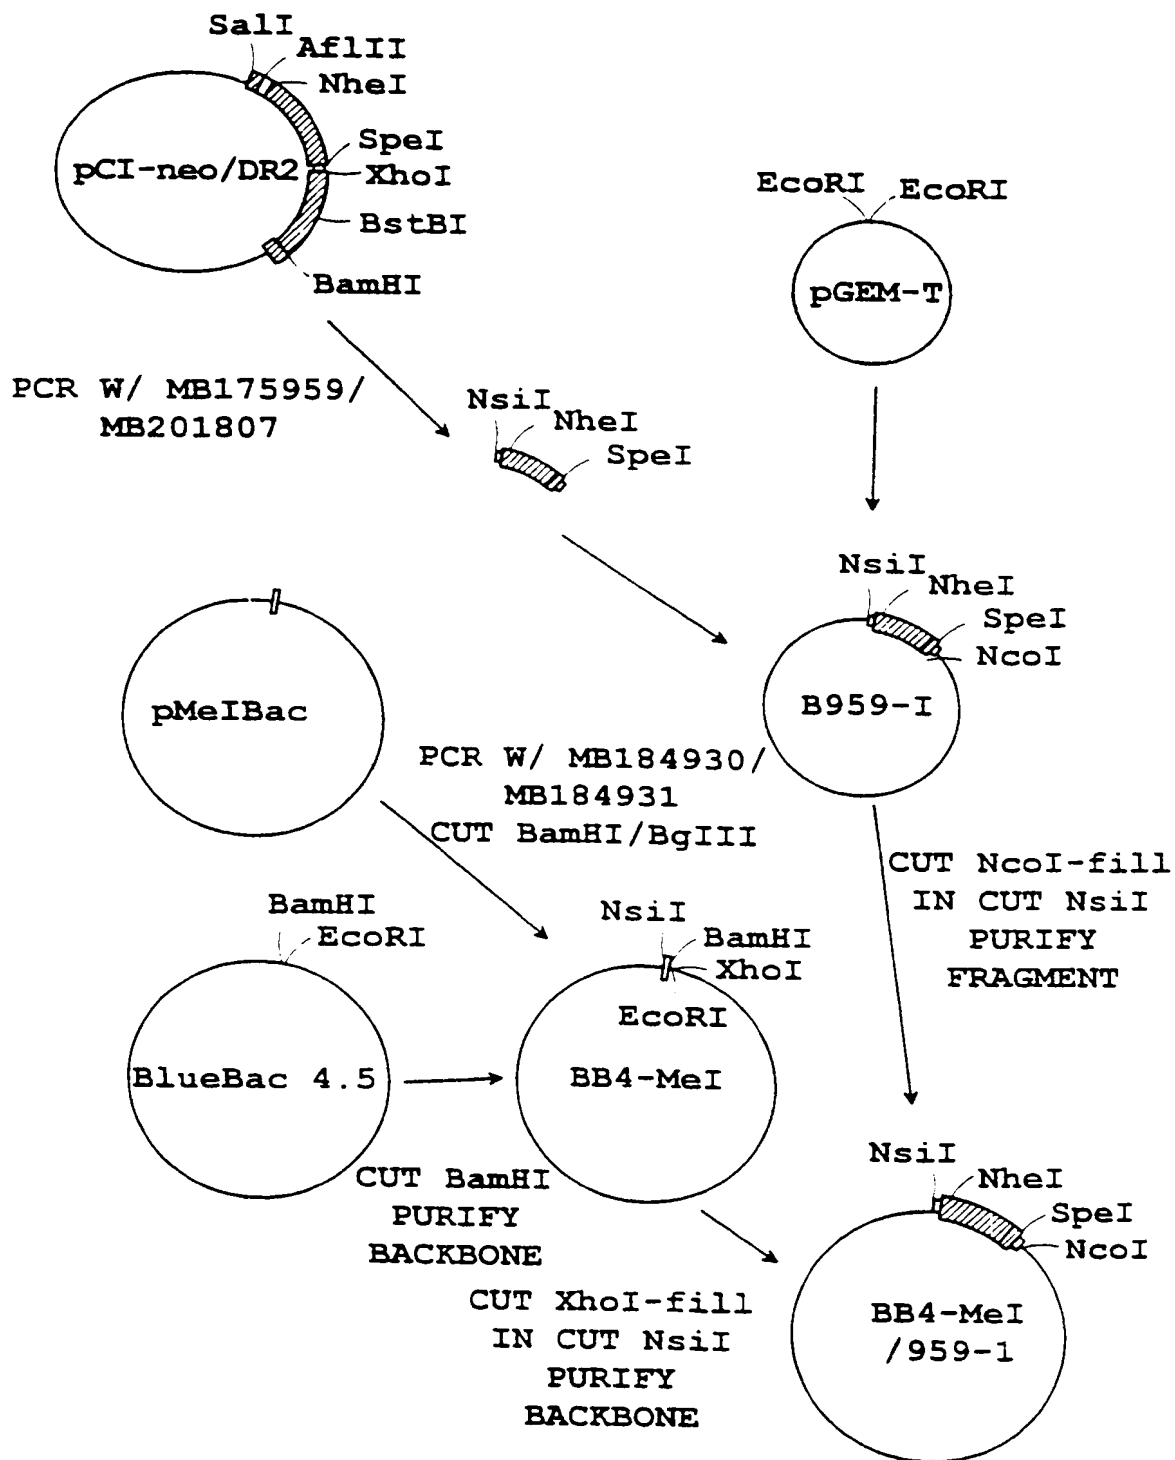 SalI
AflII
NheI
SpeI
pCI-neo/DR2
XhoI
BstBI
BamHI
EcoRI
EcoRI
pGEM-T
PCR W/ MB175959/
MB201807
NsiI
NheI
SpeI
NsiI
NheI
SpeI
NcoI
B959-I
pMeIBac
PCR W/ MB184930/
MB184931
CUT BamHI/BgIII
CUT NcoI-fill
IN CUT NsiI
PURIFY
FRAGMENT
BamHI
EcoRI
NsiI
BamHI
XhoI
EcoRI
BlueBac 4.5
BB4-MeI
CUT BamHI
PURIFY
BACKBONE
NsiI
NheI
SpeI
NcoI
CUT XhoI-fill
IN CUT NsiI
PURIFY
BACKBONE
BB4-MeI
/959-1